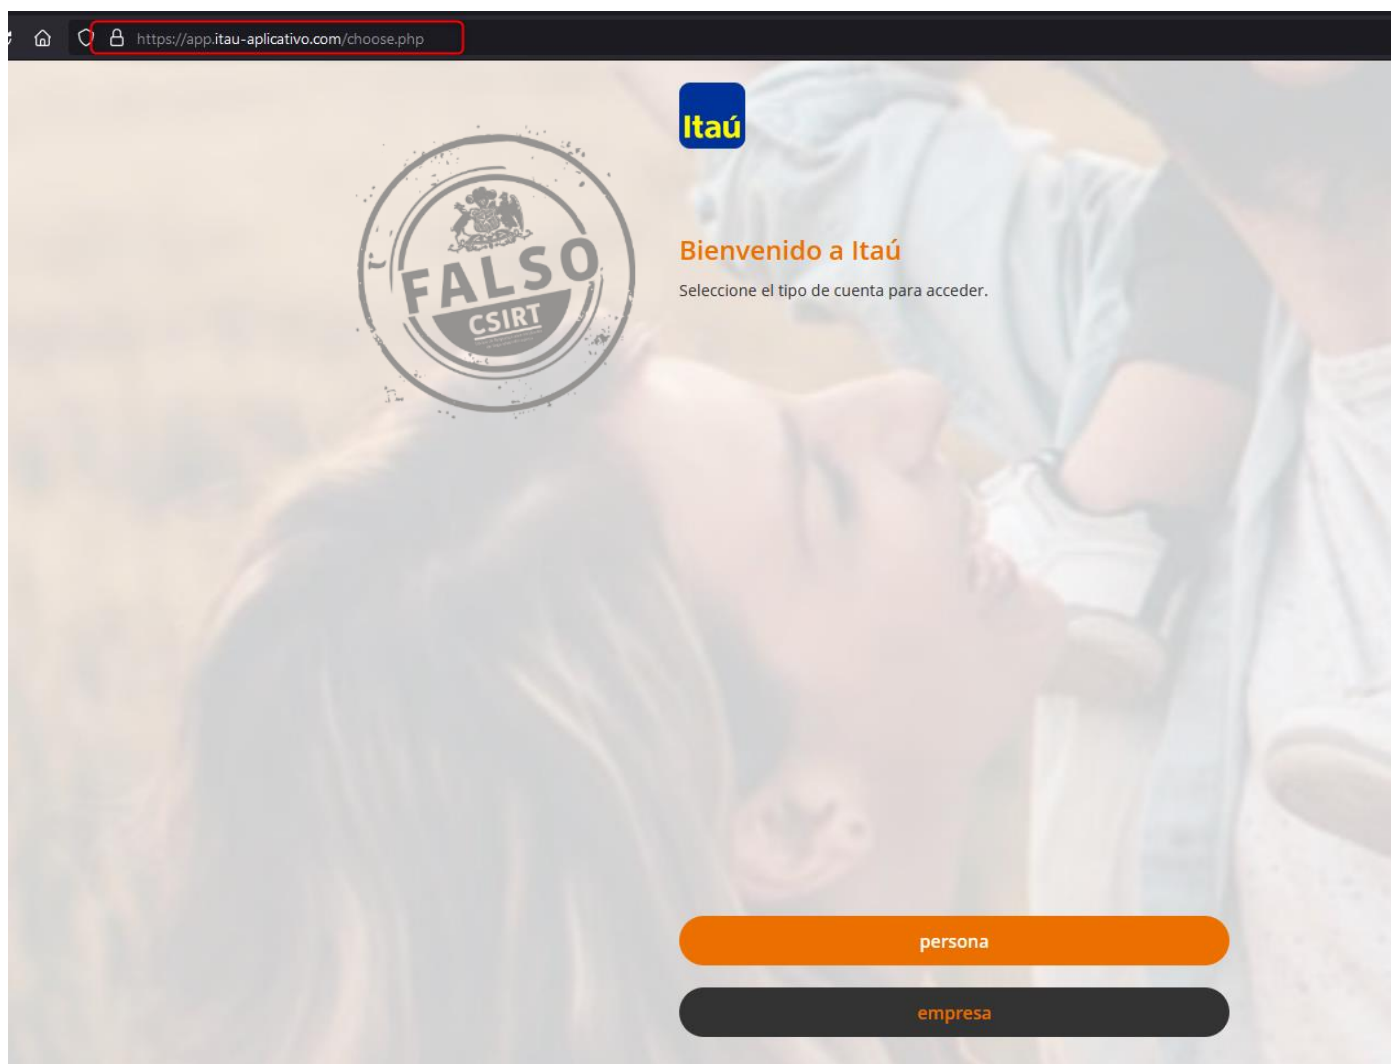 https://app.itau-aplicativo.com/choose.php
Itaú
FALSO
CSIRT
Bienvenido a Itaú
Seleccione el tipo de cuenta para acceder.
persona
empresa